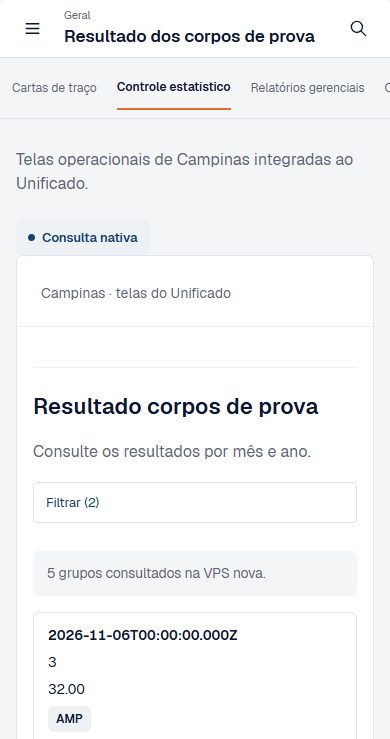 Geral
Resultado dos corpos de prova
Cartas de traço
Controle estatístico
Relatórios gerenciais
Telas operacionais de Campinas integradas ao
Unificado.
Consulta nativa
Campinas · telas do Unificado
Resultado corpos de prova
Consulte os resultados por mês e ano.
Filtrar (2)
5 grupos consultados na VPS nova.
2026-11-06T00:00:00.000Z
3
32.00
AMP